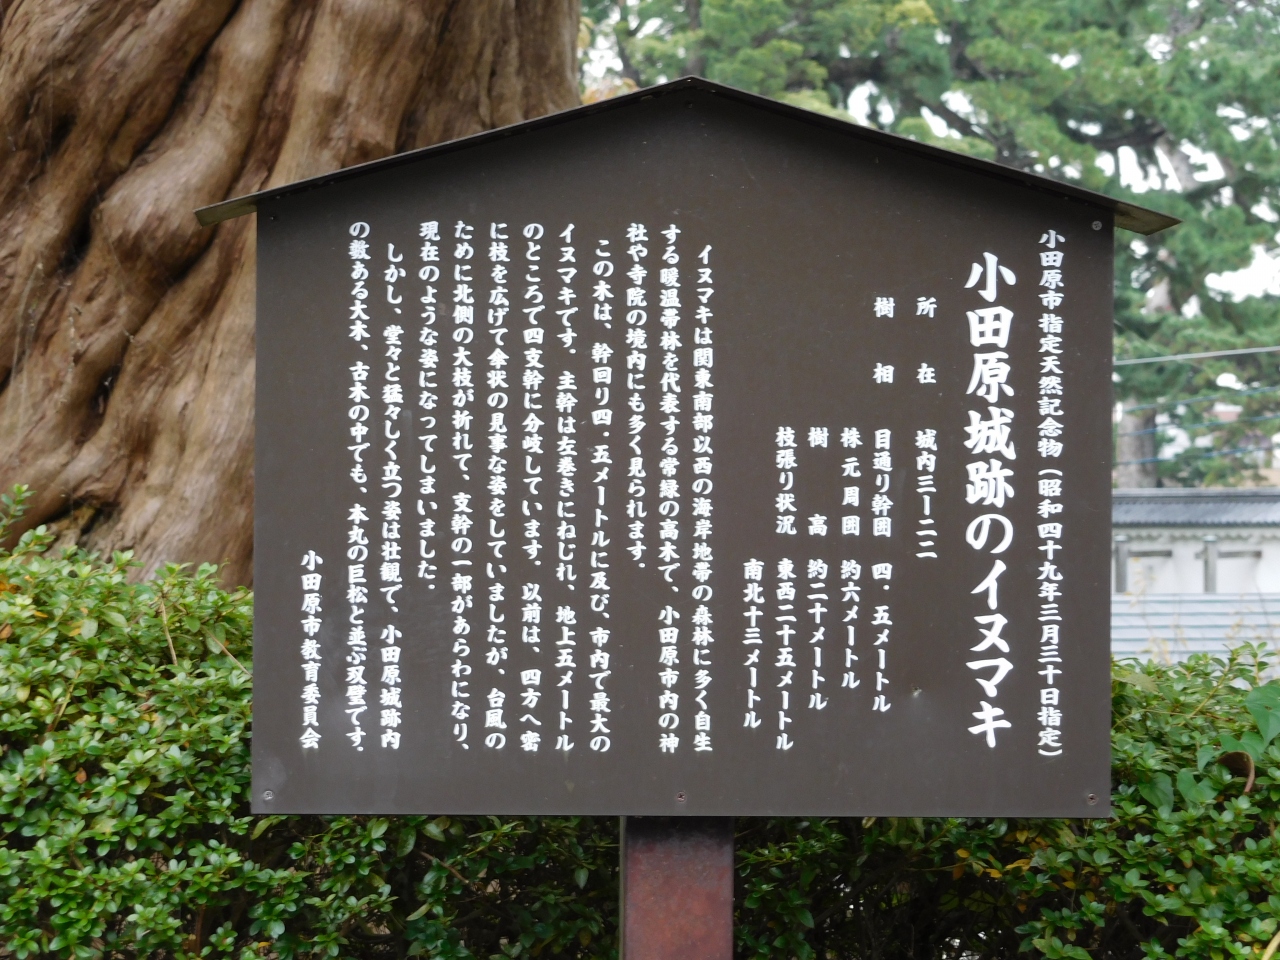 小田原市指定天然記念物（昭和四十九年三月三十日指定）
小田原城跡のイヌマキ
所在 城内三ー二二
樹相 目通り幹囲 四．五メートル
株元周囲 約六メートル
樹高 約二十メートル
枝張り状況 東西二十五メートル
南北十三メートル
イヌマキは関東南部以西の海岸地帯の森林に多く自生
する暖温帯林を代表する常緑の高木で、小田原市内の神
社や寺院の境内にも多く見られます．
この木は、幹回り四．五メートルに及び、市内で最大の
イヌマキです．主幹は左巻きにねじれ、地上五メートル
のところで四支幹に分岐しています．以前は、四方へ密
に枝を広げて傘状の見事な姿をしていましたが、台風の
ために北側の大枝が折れて、支幹の一部があらわになり、
現在のような姿になってしまいました．
しかし、堂々と猛々しく立つ姿は壮観で、小田原城跡内
の数ある大木、古木の中でも、本丸の巨松と並ぶ双璧です．
小田原市教育委員会